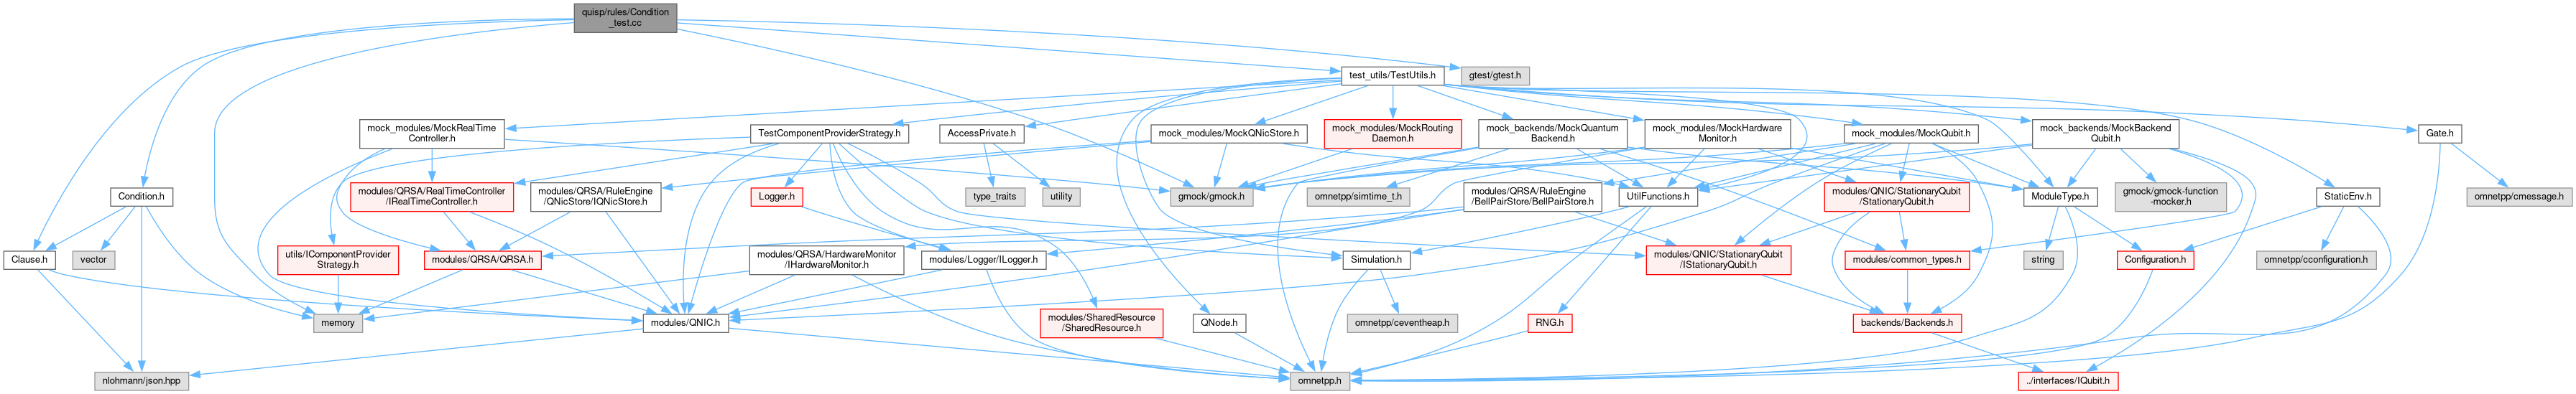 quisp/rules/Condition
_test.cc
test_utils/TestUtils.h
gtest/gtest.h
mock_modules/MockRealTime
Controller.h
TestComponentProviderStrategy.h
AccessPrivate.h
mock_modules/MockQNicStore.h
mock_modules/MockRouting
Daemon.h
mock_backends/MockQuantum
Backend.h
mock_modules/MockHardware
Monitor.h
mock_modules/MockQubit.h
mock_backends/MockBackend
Qubit.h
Gate.h
Condition.h
modules/QRSA/RealTimeController
/IRealTimeController.h
modules/QRSA/RuleEngine
/QNicStore/IQNicStore.h
Logger.h
type_traits
utility
gmock/gmock.h
omnetpp/simtime_t.h
modules/QRSA/RuleEngine
/BellPairStore/BellPairStore.h
UtilFunctions.h
modules/QNIC/StationaryQubit
/StationaryQubit.h
ModuleType.h
gmock/gmock-function
-mocker.h
StaticEnv.h
omnetpp/cmessage.h
Clause.h
vector
utils/IComponentProvider
Strategy.h
modules/QRSA/QRSA.h
modules/QRSA/HardwareMonitor
/IHardwareMonitor.h
modules/Logger/ILogger.h
Simulation.h
modules/QNIC/StationaryQubit
/IStationaryQubit.h
modules/common_types.h
string
Configuration.h
omnetpp/cconfiguration.h
memory
modules/QNIC.h
modules/SharedResource
/SharedResource.h
QNode.h
omnetpp/ceventheap.h
RNG.h
backends/Backends.h
nlohmann/json.hpp
omnetpp.h
../interfaces/IQubit.h